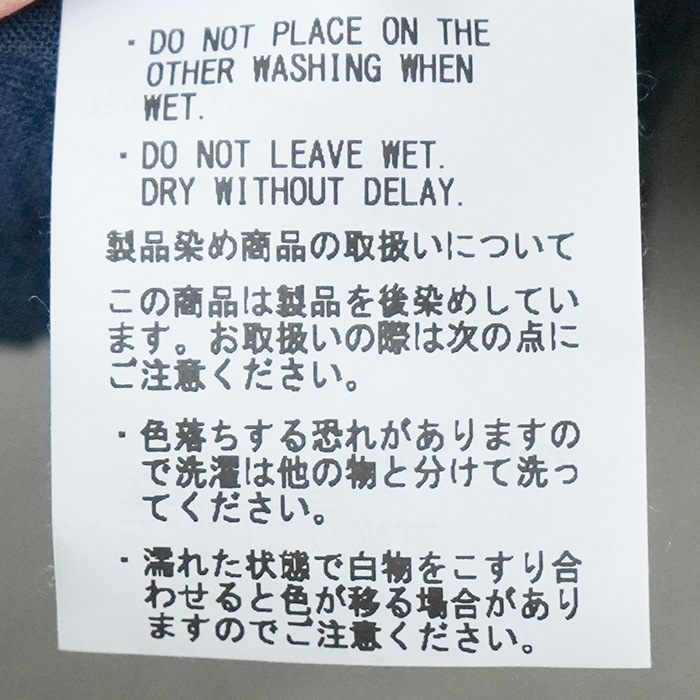 ・DO NOT PLACE ON THE
OTHER WASHING WHEN
WET.
・DO NOT LEAVE WET.
DRY WITHOUT DELAY.
製品染め商品の取扱いについて
この商品は製品を後染めしてい
ます。お取扱いの際は次の点に
ご注意ください。
・色落ちする恐れがありますの
で洗濯は他の物と分けて洗っ
てください。
・濡れた状態で白物をこすり合
わせると色が移る場合があり
ますのでご注意ください。